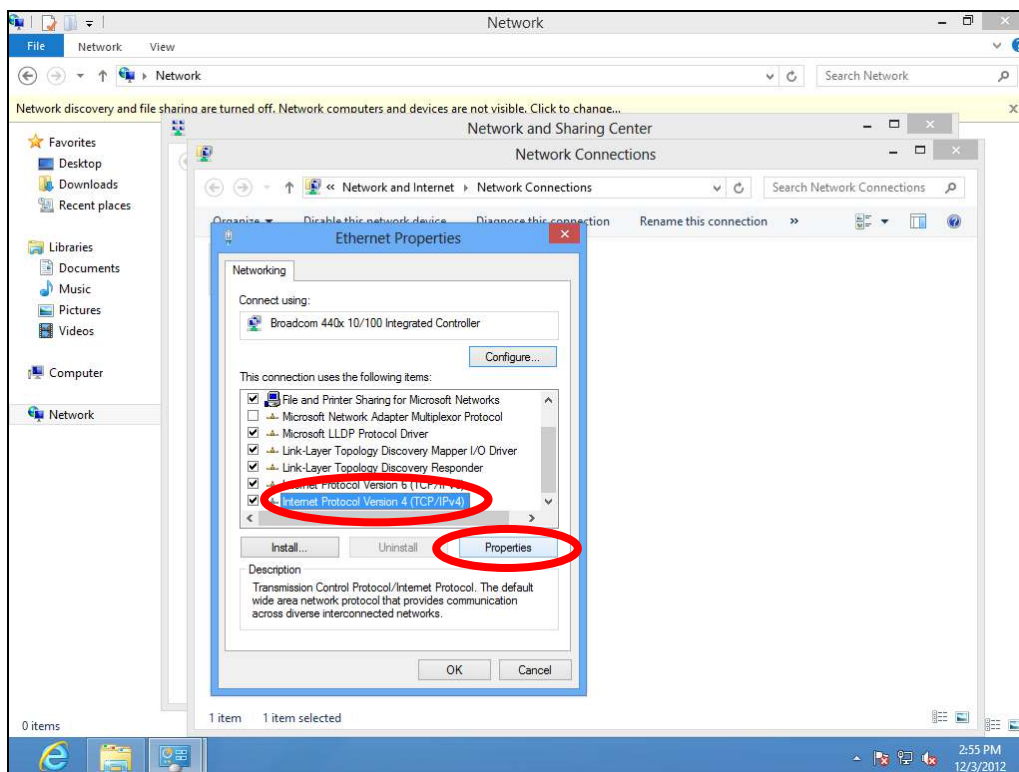 Network
File Network View
Network
Search Network
Network discovery and file sharing are turned off. Network computers and devices are not visible. Click to change...
Favorites
Desktop
Downloads
Recent places
Libraries
Documents
Music
Pictures
Videos
Computer
Network
0 items
Network and Sharing Center
Network Connections
« Network and Internet Network Connections
Search Network Connections
Organize Disable this network device Diagnose this connection Rename this connection »
Ethernet Properties
Networking
Connect using:
Broadcom 440x 10/100 Integrated Controller
Configure...
This connection uses the following items:
File and Printer Sharing for Microsoft Networks
Microsoft Network Adapter Multiplexor Protocol
Microsoft LLDP Protocol Driver
Link-Layer Topology Discovery Mapper I/O Driver
Link-Layer Topology Discovery Responder
Internet Protocol Version 6 (TCP/IPv6)
Internet Protocol Version 4 (TCP/IPv4)
Install... Uninstall Properties
Description
Transmission Control Protocol/Internet Protocol. The default
wide area network protocol that provides communication
across diverse interconnected networks.
OK Cancel
1 item 1 item selected
2:55 PM
12/3/2012